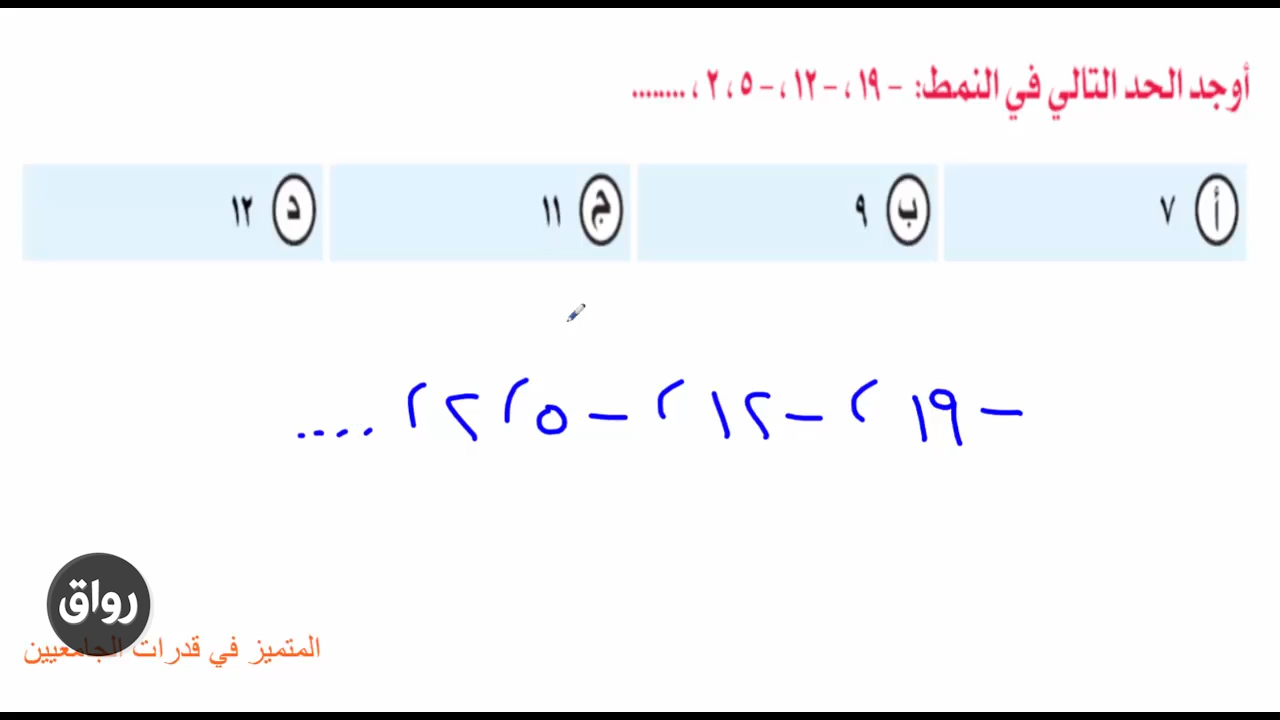 أوجد الحد التالي في النمط: - ١٩ ، - ١٢ ، - ٥ ، ٢ ، ........
أ ٧
ب ٩
ج ١١
د ١٢
- ١٩ ، - ١٢ ، - ٥ ، ٢ ، ....
رواق
المتميز في قدرات الجامعيين